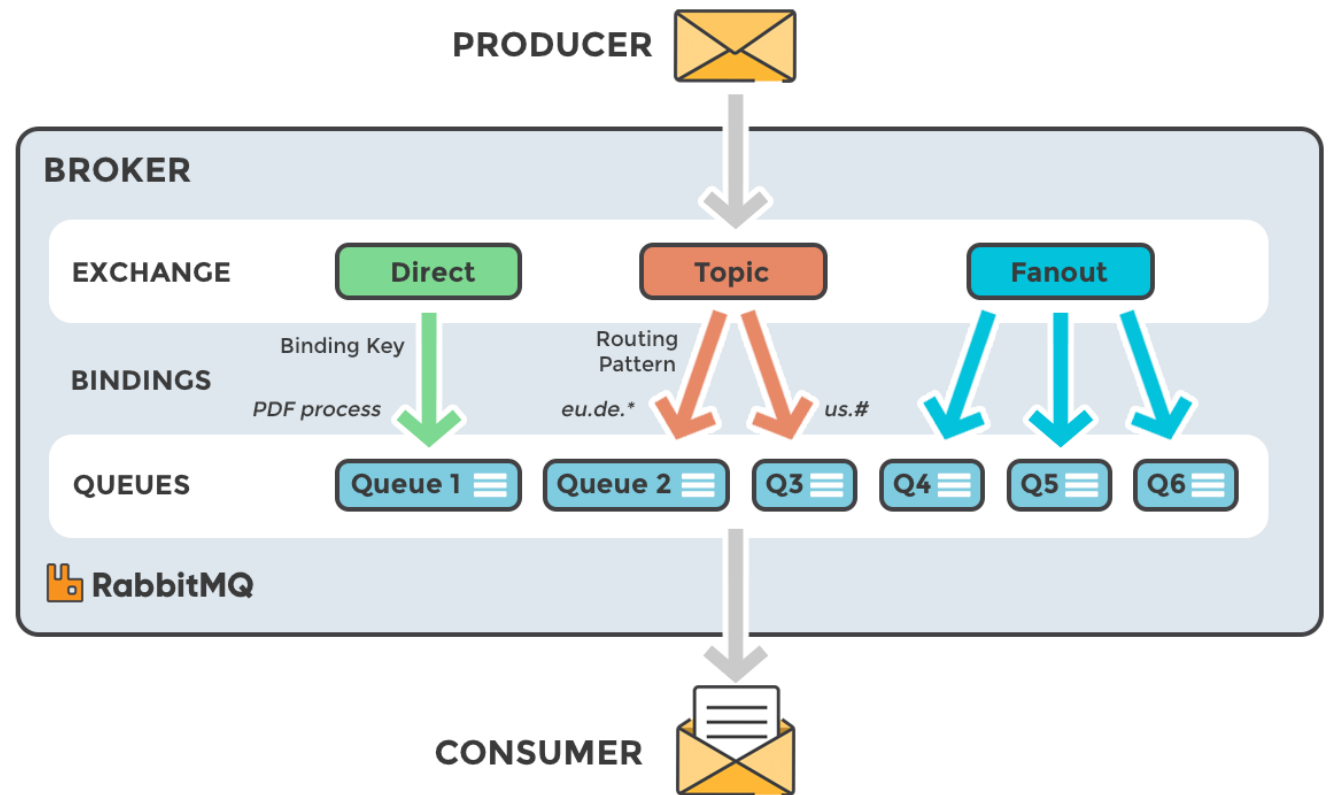 PRODUCER
BROKER
EXCHANGE
Direct
Topic
Fanout
Binding Key
Routing
Pattern
BINDINGS
PDF process
eu.de.*
us.#
QUEUES
Queue 1
Queue 2
Q3
Q4
Q5
Q6
RabbitMQ
CONSUMER